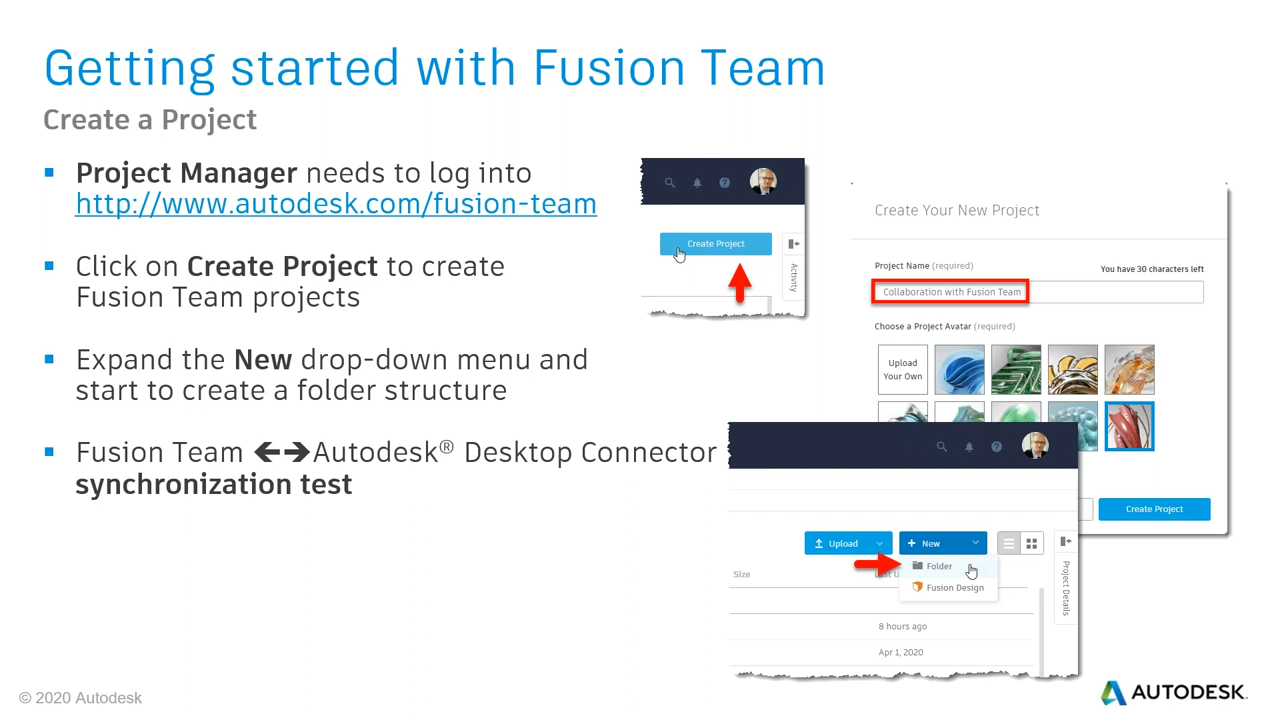 Getting started with Fusion Team
Create a Project
▪ Project Manager needs to log into
http://www.autodesk.com/fusion-team
▪ Click on Create Project to create
Fusion Team projects
▪ Expand the New drop-down menu and
start to create a folder structure
▪ Fusion Team 🡨🡪Autodesk® Desktop Connector
synchronization test
Create Project
Activity
Create Your New Project
Project Name (required)
You have 30 characters left
Collaboration with Fusion Team
Choose a Project Avatar (required)
Upload
Your Own
Create Project
Upload
+ New
Folder
Fusion Design
Size
Last U
8 hours ago
Apr 1, 2020
Project Details
© 2020 Autodesk
AUTODESK.